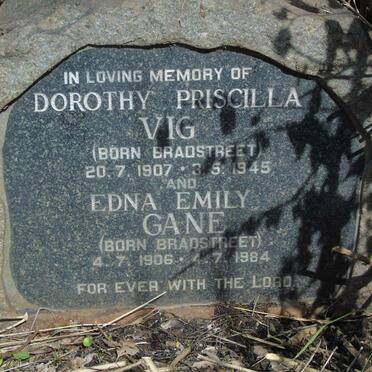 IN LOVING MEMORY OF
DOROTHY PRISCILLA
VIG
(BORN BRADSTREET)
20.7.1907 · 3.5.1945
AND
EDNA EMILY
GANE
(BORN BRADSTREET)
4.7.1906 · 4.7.1984
FOR EVER WITH THE LORD